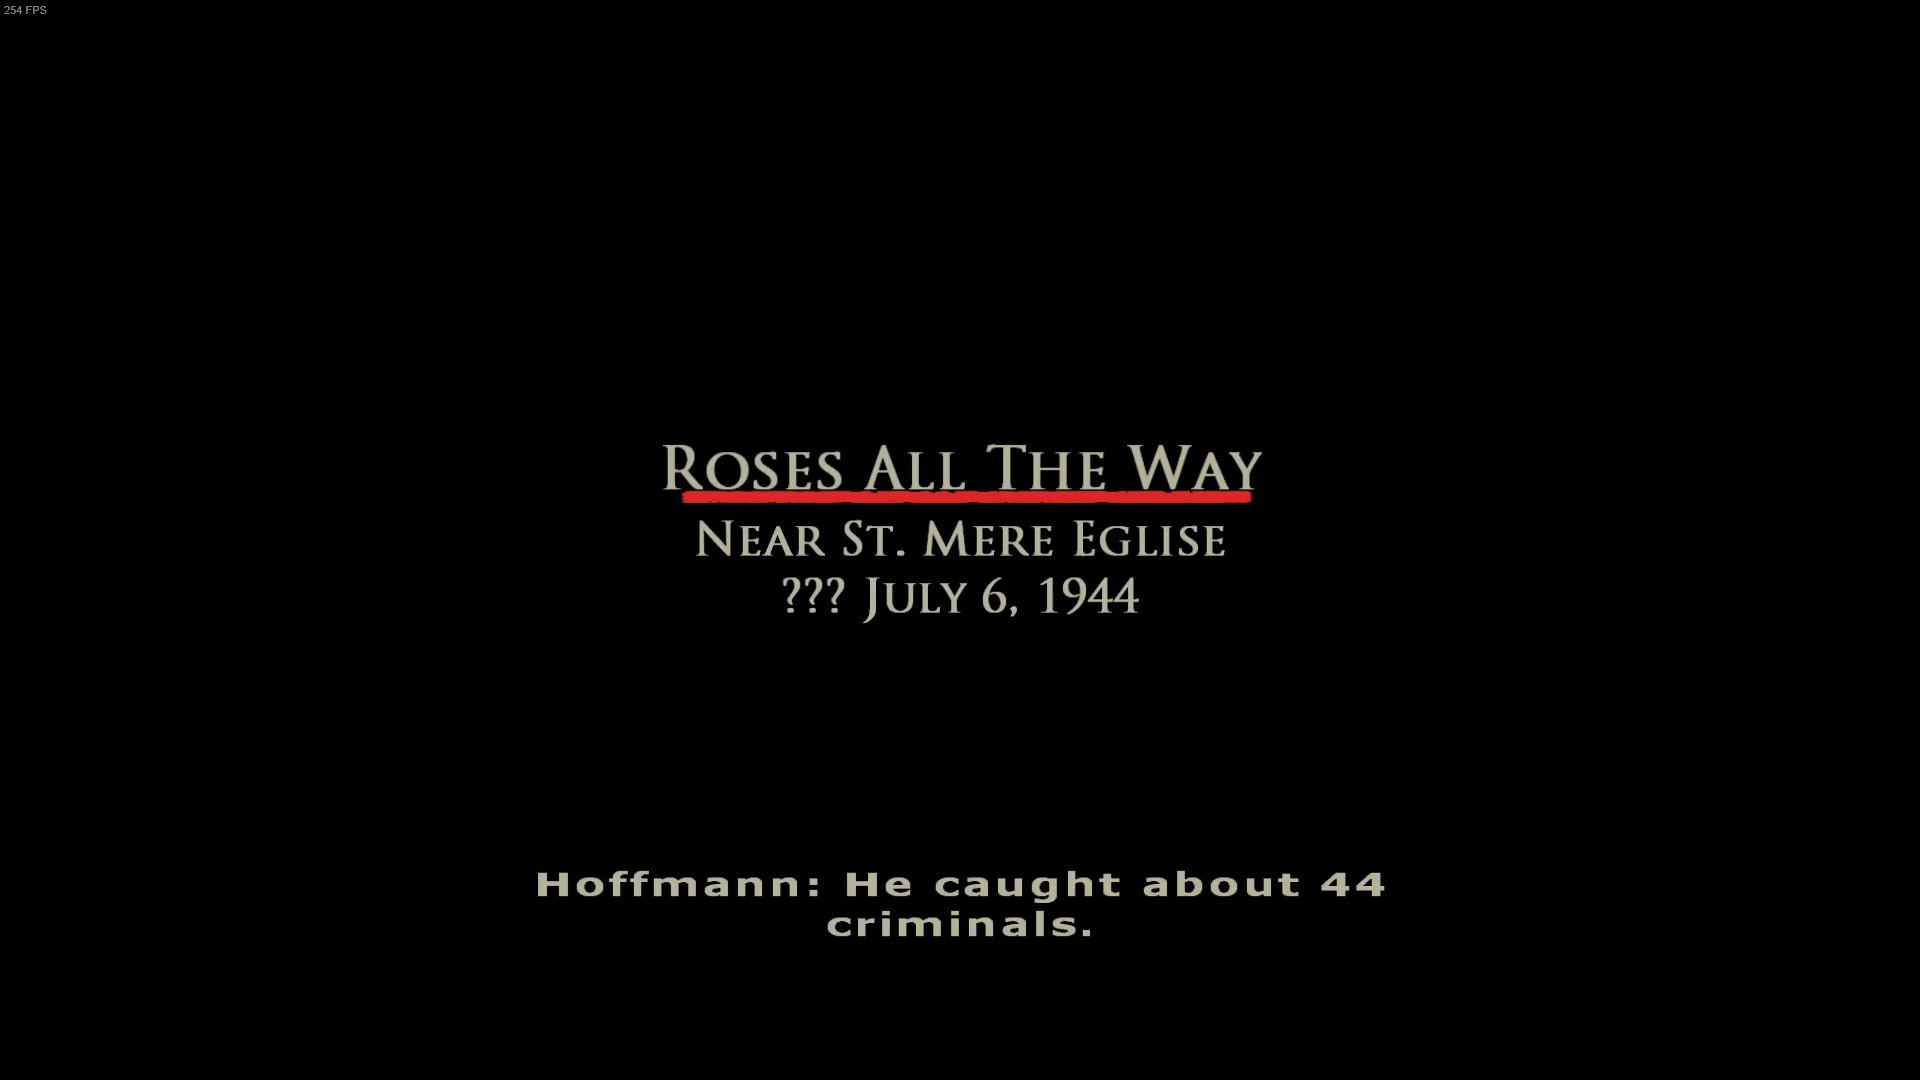 254 FPS
Roses All The Way
Near St. Mere Eglise
??? July 6, 1944
Hoffmann: He caught about 44
criminals.